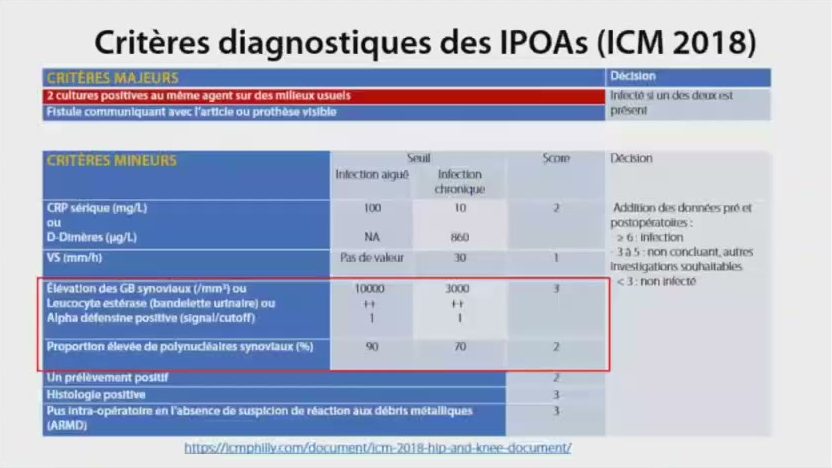 Critères diagnostiques des IPOAs (ICM 2018)
CRITÈRES MAJEURS
Décision
2 cultures positives au même agent sur des milieux usuels
Fistule communiquant avec l'article ou prothèse visible
Infecté si un des deux est
présent
CRITÈRES MINEURS
Seuil
Score
Décision
Infection aiguë
Infection
chronique
CRP sérique (mg/L)
100
10
2
ou
D-Dimères (µg/L)
NA
860
VS (mm/h)
Pas de valeur
30
1
Élévation des GB synoviaux (/mm³) ou
10000
3000
3
Leucocyte estérase (bandelette urinaire) ou
++
++
Alpha défensine positive (signal/cutoff)
1
1
Proportion élevée de polynucléaires synoviaux (%)
90
70
2
Un prélèvement positif
2
Histologie positive
3
Pus intra-opératoire en l'absence de suspicion de réaction aux débris métalliques
(ARMD)
3
Addition des données pré et
postopératoires :
≥ 6 : infection
- 3 à 5 : non concluant, autres
investigations souhaitables
< 3 : non infecté
https://icmphilly.com/document/icm-2018-hip-and-knee-document/